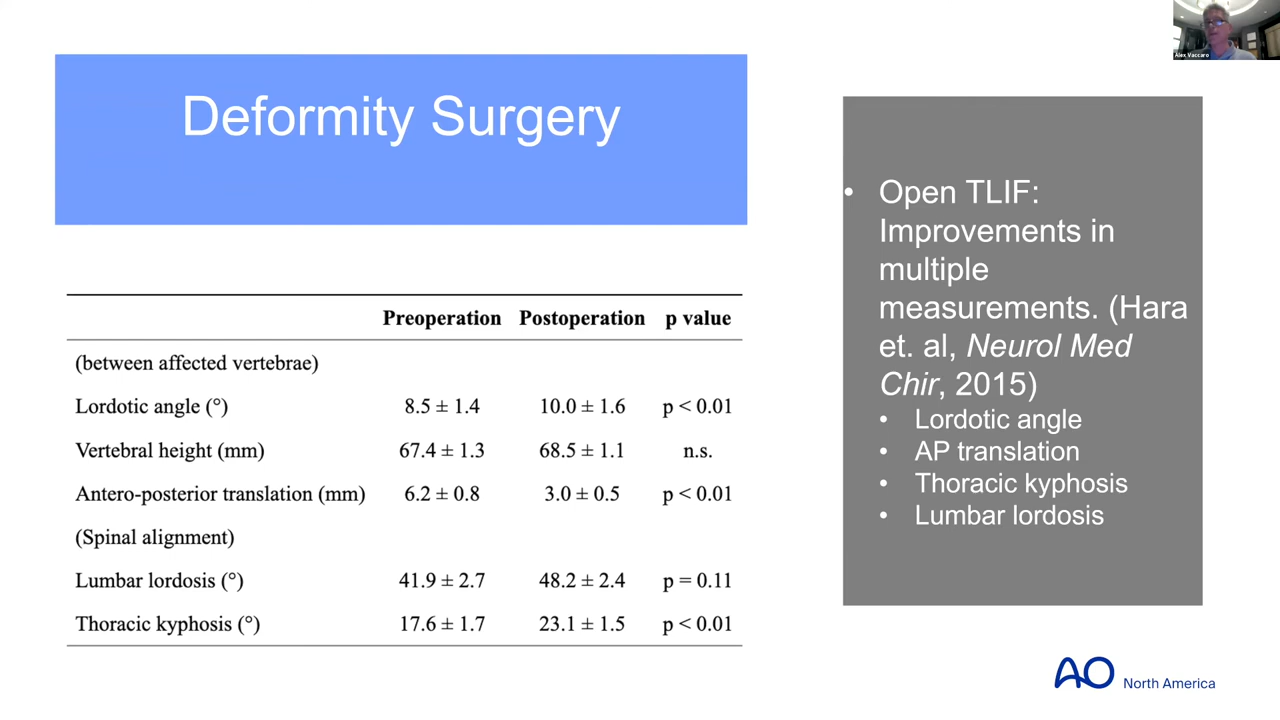 Alex Vaccaro
Deformity Surgery
Preoperation Postoperation p value
(between affected vertebrae)
Lordotic angle (°) 8.5 ± 1.4 10.0 ± 1.6 p < 0.01
Vertebral height (mm) 67.4 ± 1.3 68.5 ± 1.1 n.s.
Antero-posterior translation (mm) 6.2 ± 0.8 3.0 ± 0.5 p < 0.01
(Spinal alignment)
Lumbar lordosis (°) 41.9 ± 2.7 48.2 ± 2.4 p = 0.11
Thoracic kyphosis (°) 17.6 ± 1.7 23.1 ± 1.5 p < 0.01
• Open TLIF:
Improvements in
multiple
measurements. (Hara
et. al, Neurol Med
Chir, 2015)
• Lordotic angle
• AP translation
• Thoracic kyphosis
• Lumbar lordosis
AO North America